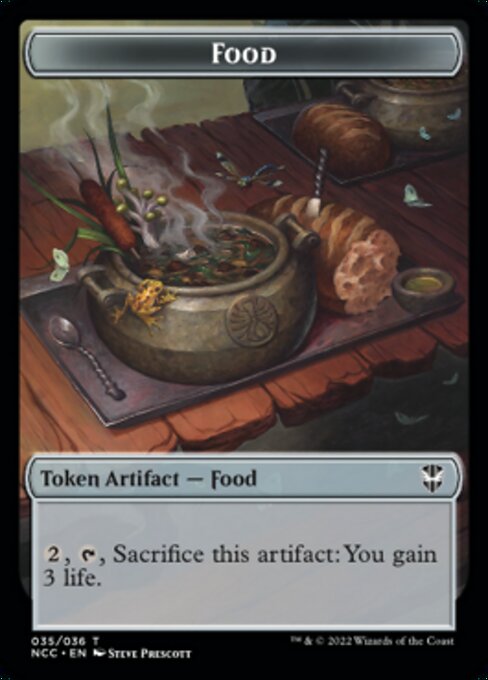 Food
Token Artifact — Food
2, T, Sacrifice this artifact: You gain
3 life.
035/036 T
NCC • EN Steve Prescott
™ & © 2022 Wizards of the Coast